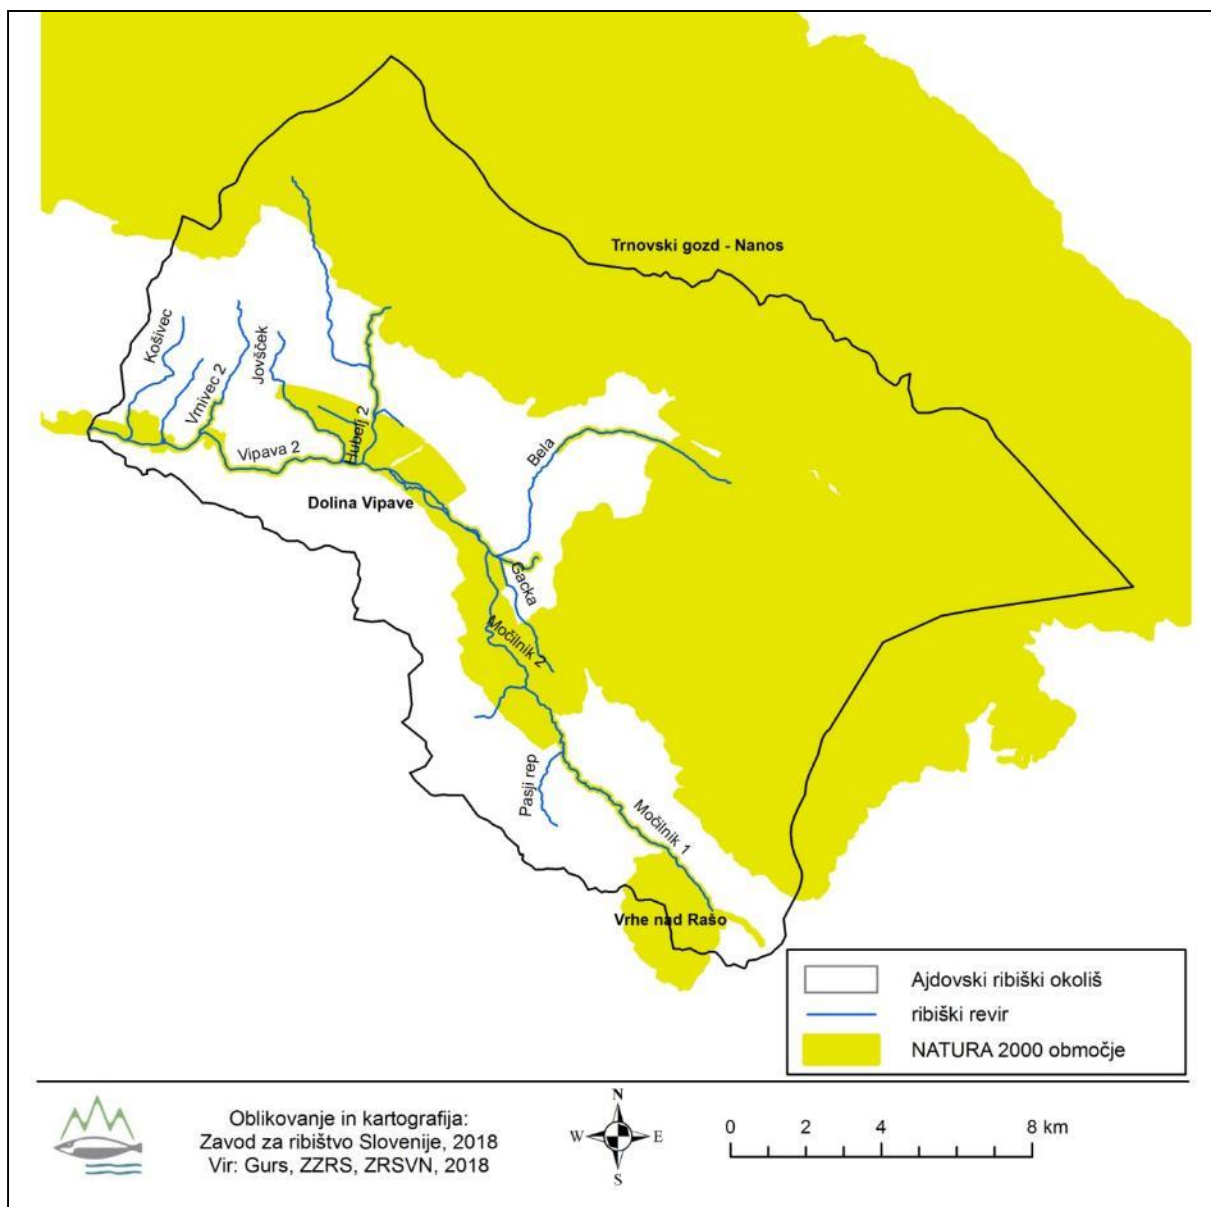 Trnovski gozd - Nanos
Košivec
Vrnivec 2
Jovšček
Hubelj 2
Vipava 2
Bela
Dolina Vipave
Gacka
Močilnik 2
Pasji rep
Močilnik 1
Vrhe nad Rašo
Ajdovski ribiški okoliš
ribiški revir
NATURA 2000 območje
Oblikovanje in kartografija:
Zavod za ribištvo Slovenije, 2018
Vir: Gurs, ZZRS, ZRSVN, 2018
N
W E
S
0 2 4 8 km